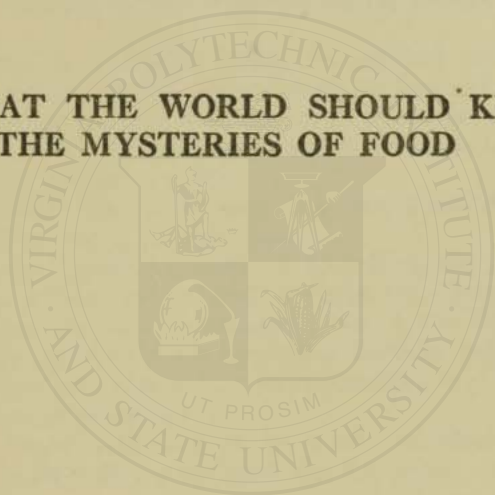 AT THE WORLD SHOULD K
THE MYSTERIES OF FOOD
VIRGINIA POLYTECHNIC INSTITUTE
AND STATE UNIVERSITY
UT PROSIM